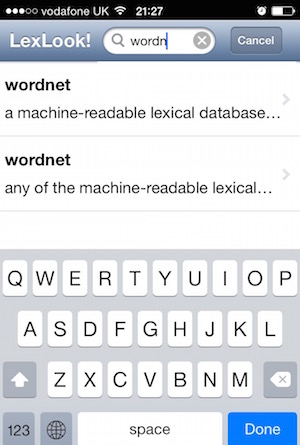 vodafone UK 21:27
LexLook! wordn Cancel
wordnet
a machine-readable lexical database...
wordnet
any of the machine-readable lexical...
Q W E R T Y U I O P
A S D F G H J K L
Z X C V B N M
123 space Done